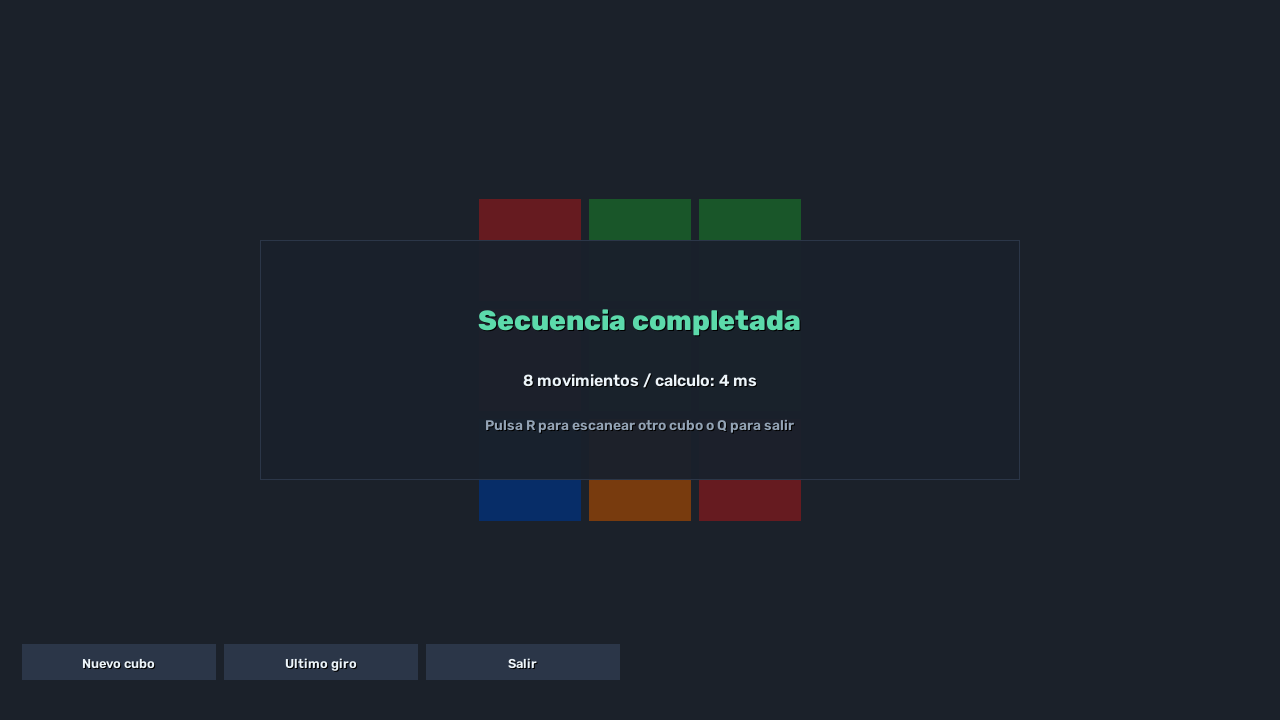 Secuencia completada
8 movimientos / calculo: 4 ms
Pulsa R para escanear otro cubo o Q para salir
Nuevo cubo
Ultimo giro
Salir